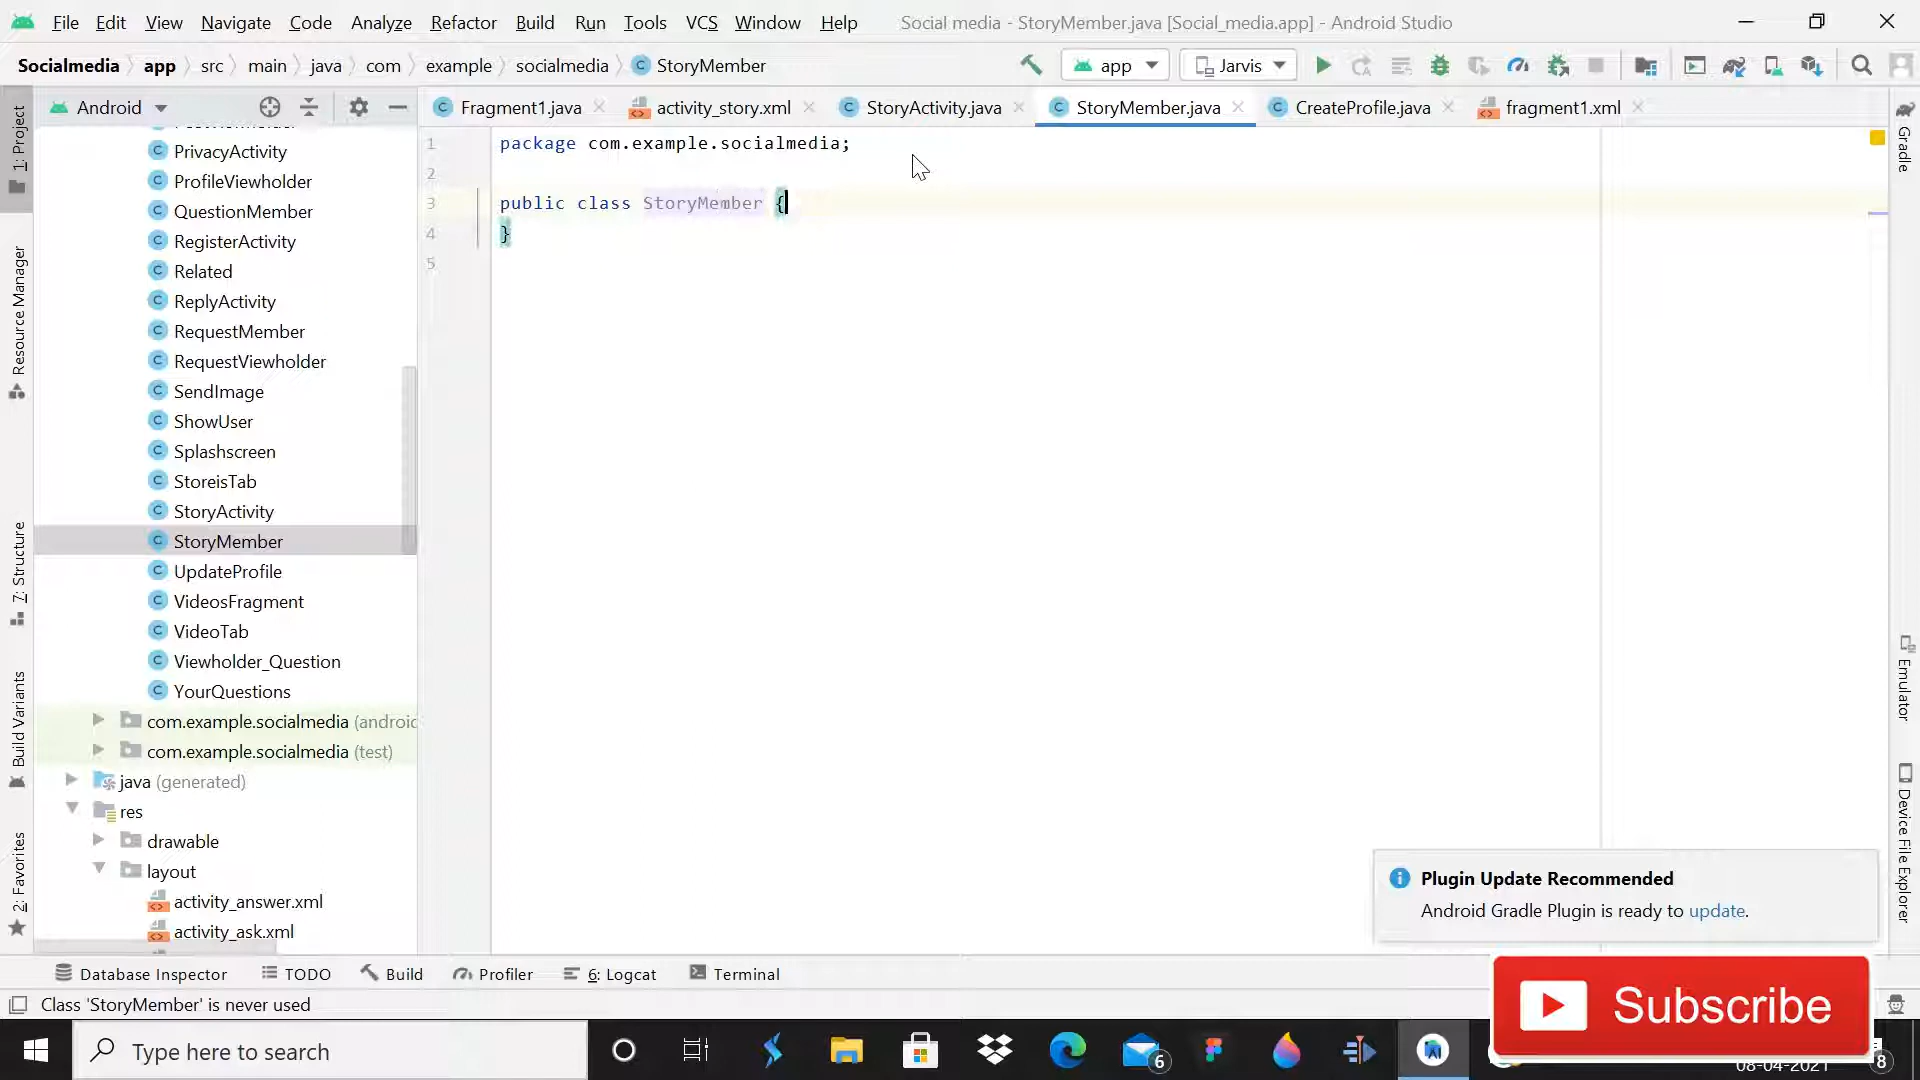 File Edit View Navigate Code Analyze Refactor Build Run Tools VCS Window Help Social media - StoryMember.java [Social_media.app] - Android Studio
Socialmedia app src main java com example socialmedia StoryMember app Jarvis
Android Fragment1.java activity_story.xml StoryActivity.java StoryMember.java CreateProfile.java fragment1.xml
1: Project
Resource Manager
7: Structure
Build Variants
2: Favorites
PrivacyActivity
ProfileViewholder
QuestionMember
RegisterActivity
Related
ReplyActivity
RequestMember
RequestViewholder
SendImage
ShowUser
Splashscreen
StoreisTab
StoryActivity
StoryMember
UpdateProfile
VideosFragment
VideoTab
Viewholder_Question
YourQuestions
com.example.socialmedia (android
com.example.socialmedia (test)
java (generated)
res
drawable
layout
activity_answer.xml
activity_ask.xml
1 package com.example.socialmedia;
2
3 public class StoryMember {
4 }
5
Gradle
Emulator
Device File Explorer
Plugin Update Recommended
Android Gradle Plugin is ready to update.
Database Inspector TODO Build Profiler 6: Logcat Terminal
Class 'StoryMember' is never used
Subscribe
Type here to search
6
08-04-2021
8